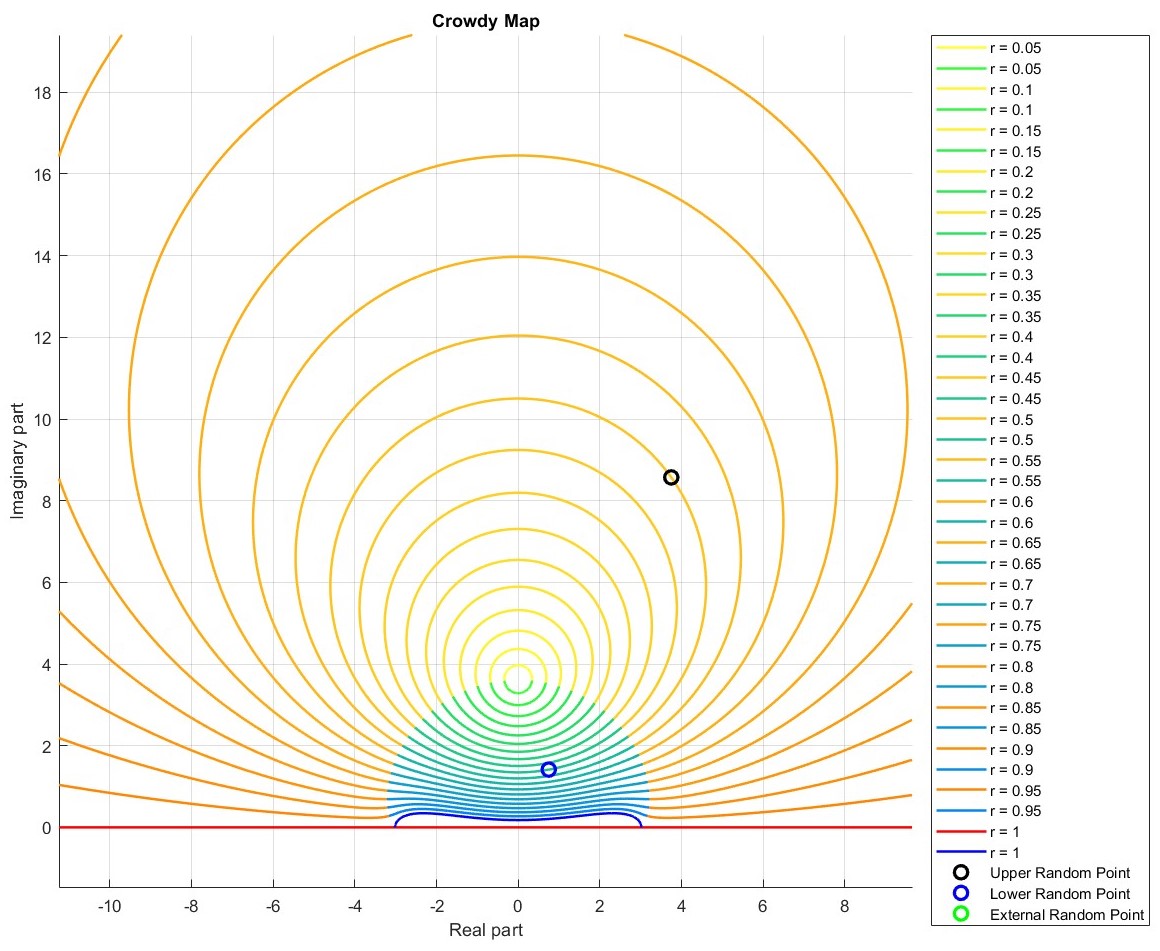 Crowdy Map
18
16
14
12
10
8
6
4
2
0
-10
-8
-6
-4
-2
0
2
4
6
8
Real part
Imaginary part
r = 0.05
r = 0.05
r = 0.1
r = 0.1
r = 0.15
r = 0.15
r = 0.2
r = 0.2
r = 0.25
r = 0.25
r = 0.3
r = 0.3
r = 0.35
r = 0.35
r = 0.4
r = 0.4
r = 0.45
r = 0.45
r = 0.5
r = 0.5
r = 0.55
r = 0.55
r = 0.6
r = 0.6
r = 0.65
r = 0.65
r = 0.7
r = 0.7
r = 0.75
r = 0.75
r = 0.8
r = 0.8
r = 0.85
r = 0.85
r = 0.9
r = 0.9
r = 0.95
r = 0.95
r = 1
r = 1
Upper Random Point
Lower Random Point
External Random Point